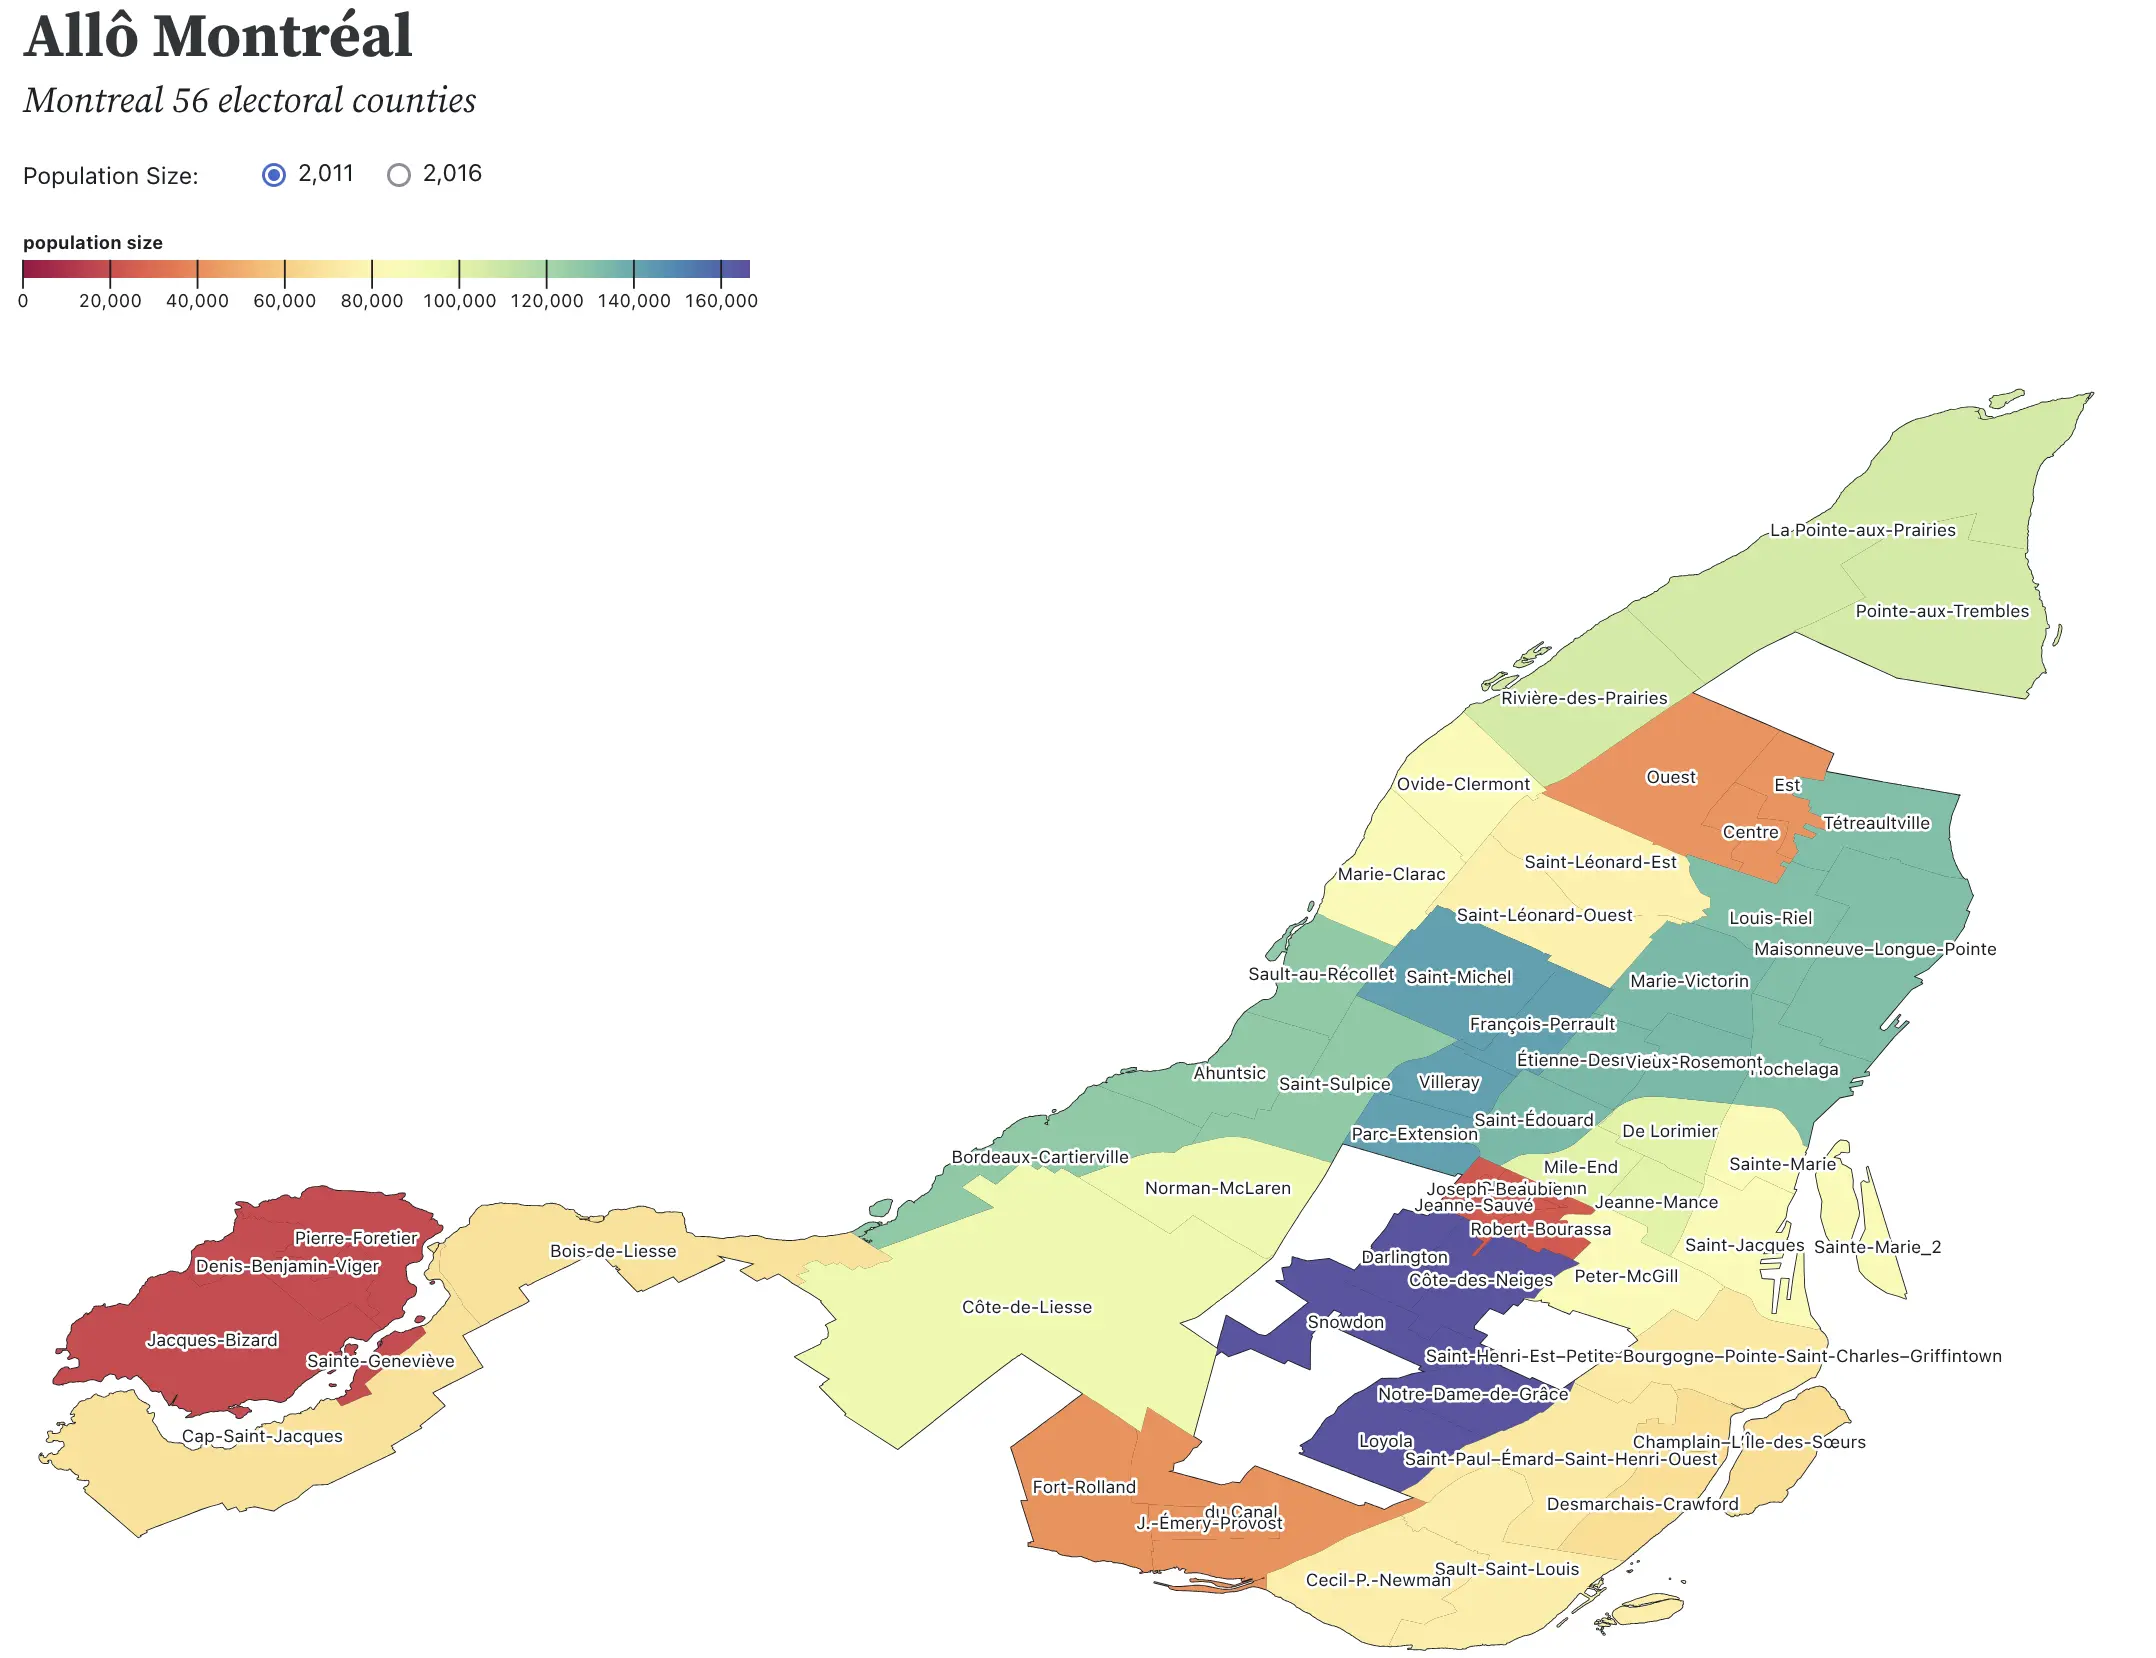 Allô Montréal
Montreal 56 electoral counties
Population Size: 2,011 2,016
population size
0 20,000 40,000 60,000 80,000 100,000 120,000 140,000 160,000
La Pointe-aux-Prairies
Pointe-aux-Trembles
Rivière-des-Prairies
Ouest
Ovide-Clermont
Est
Tétreaultville
Centre
Saint-Léonard-Est
Marie-Clarac
Saint-Léonard-Ouest
Louis-Riel
Maisonneuve–Longue-Pointe
Sault-au-Récollet
Saint-Michel
Marie-Victorin
François-Perrault
Étienne-Des
Vieux-Rosemont
Hochelaga
Ahuntsic
Saint-Sulpice
Villeray
Saint-Édouard
De Lorimier
Parc-Extension
Bordeaux-Cartierville
Mile-End
Sainte-Marie
Norman-McLaren
Joseph-Beaubien
Jeanne-Sauvé
Jeanne-Mance
Robert-Bourassa
Pierre-Foretier
Saint-Jacques
Sainte-Marie_2
Bois-de-Liesse
Darlington
Denis-Benjamin-Viger
Côte-des-Neiges
Peter-McGill
Côte-de-Liesse
Snowdon
Jacques-Bizard
Sainte-Geneviève
Saint-Henri-Est–Petite-Bourgogne–Pointe-Saint-Charles–Griffintown
Notre-Dame-de-Grâce
Cap-Saint-Jacques
Loyola
Champlain–L'Île-des-Sœurs
Saint-Paul–Émard–Saint-Henri-Ouest
Fort-Rolland
Desmarchais-Crawford
du Canal
J.-Émery-Provost
Sault-Saint-Louis
Cecil-P.-Newman